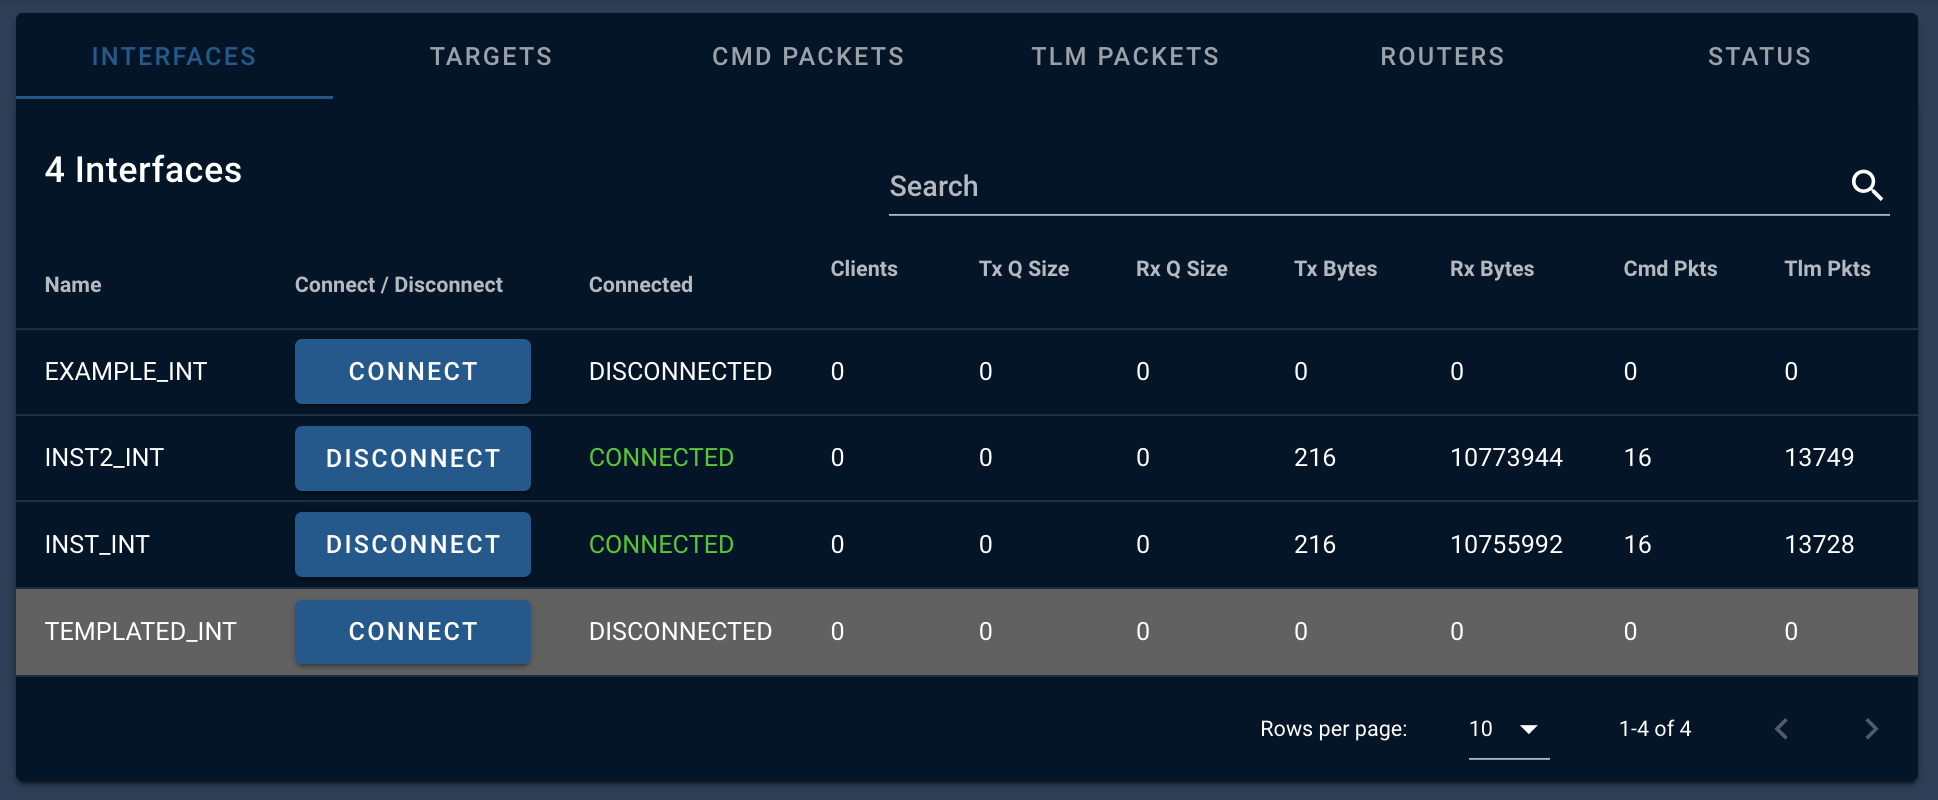 INTERFACES TARGETS CMD PACKETS TLM PACKETS ROUTERS STATUS
4 Interfaces
Search
Name Connect / Disconnect Connected Clients Tx Q Size Rx Q Size Tx Bytes Rx Bytes Cmd Pkts Tlm Pkts
EXAMPLE_INT CONNECT DISCONNECTED 0 0 0 0 0 0 0
INST2_INT DISCONNECT CONNECTED 0 0 0 216 10773944 16 13749
INST_INT DISCONNECT CONNECTED 0 0 0 216 10755992 16 13728
TEMPLATED_INT CONNECT DISCONNECTED 0 0 0 0 0 0 0
Rows per page: 10 1-4 of 4